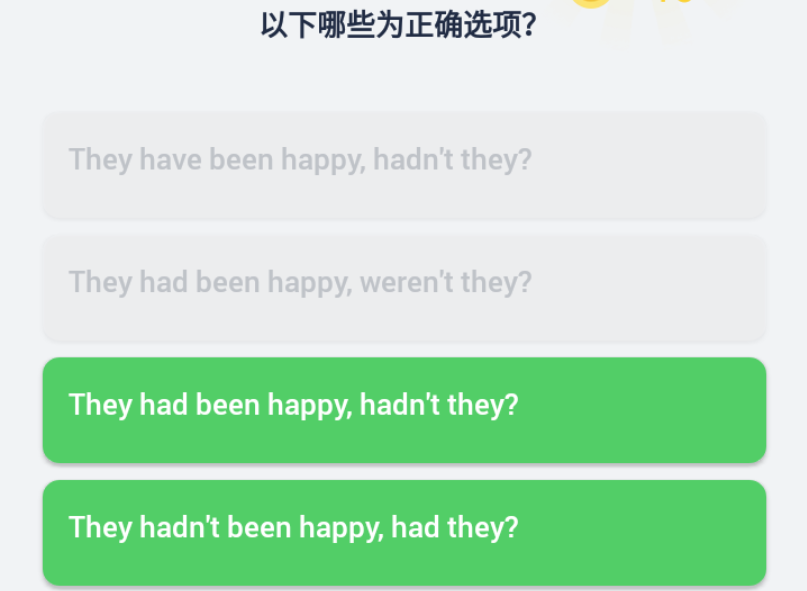 以下哪些为正确选项?
They have been happy, hadn't they?
They had been happy, weren't they?
They had been happy, hadn't they?
They hadn't been happy, had they?